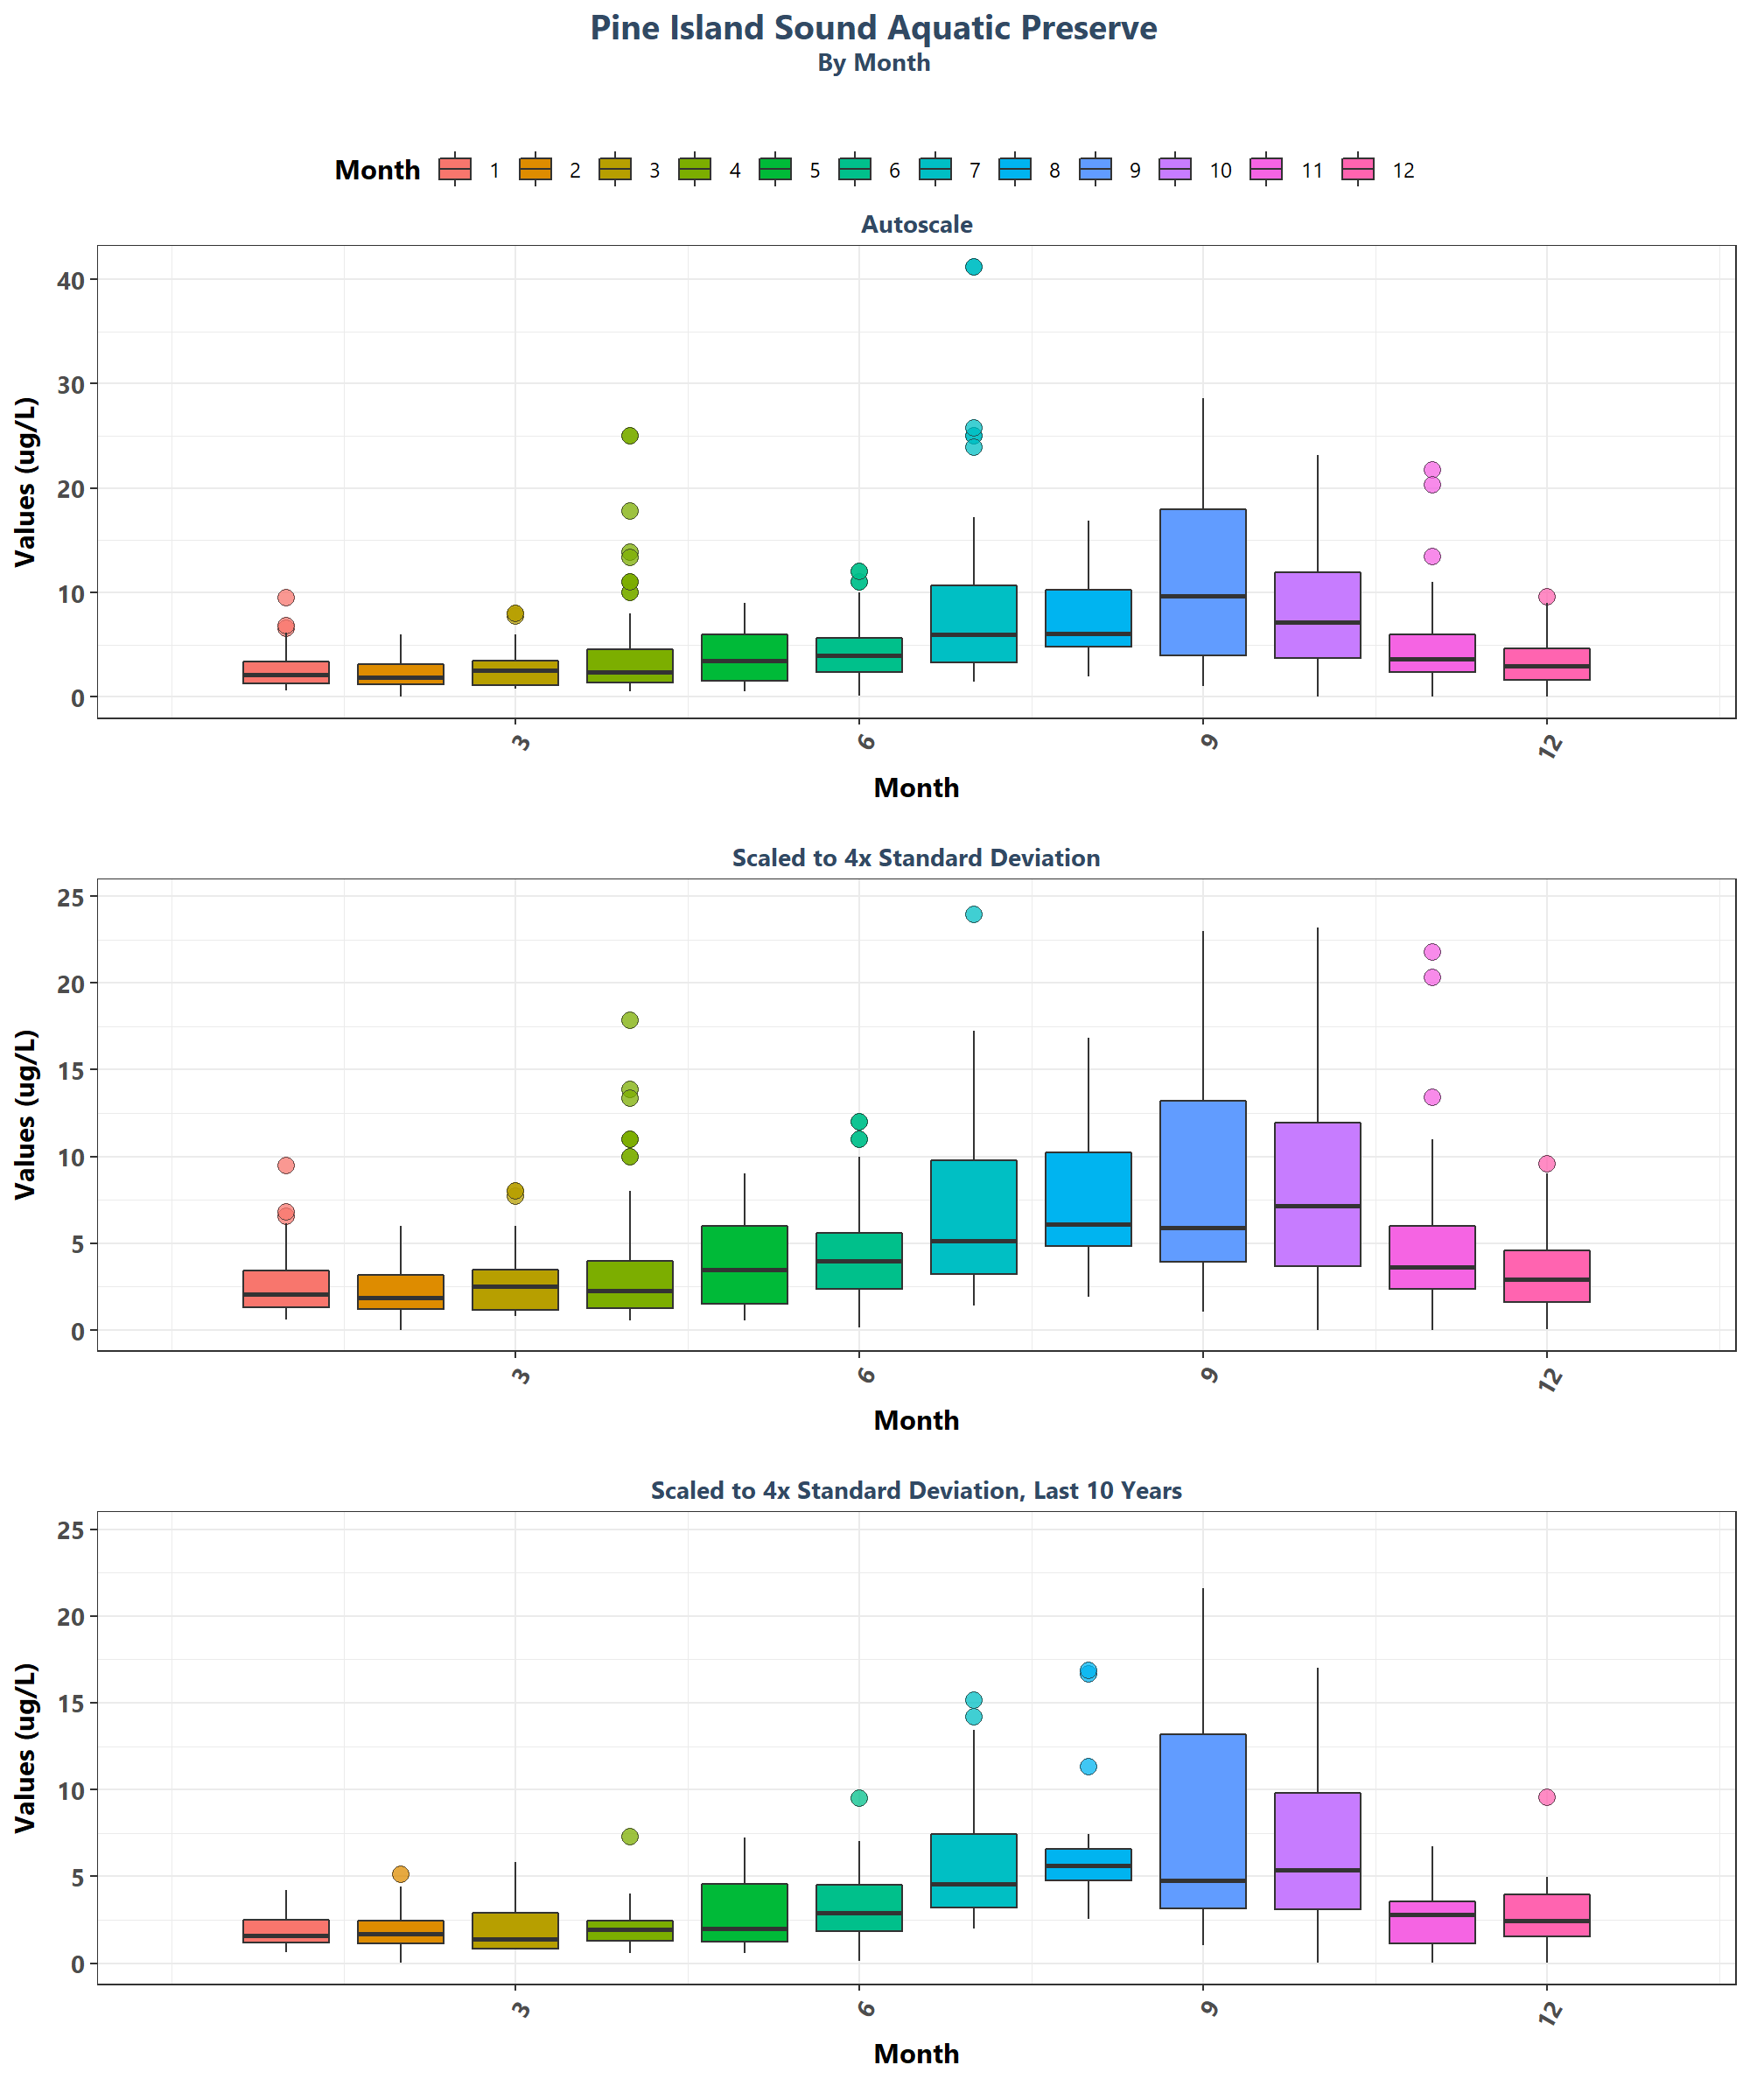 Pine Island Sound Aquatic Preserve
By Month
Month 1 2 3 4 5 6 7 8 9 10 11 12
Autoscale
Values (ug/L)
40
30
20
10
0
3 6 9 12
Month
Scaled to 4x Standard Deviation
Values (ug/L)
25
20
15
10
5
0
3 6 9 12
Month
Scaled to 4x Standard Deviation, Last 10 Years
Values (ug/L)
25
20
15
10
5
0
3 6 9 12
Month